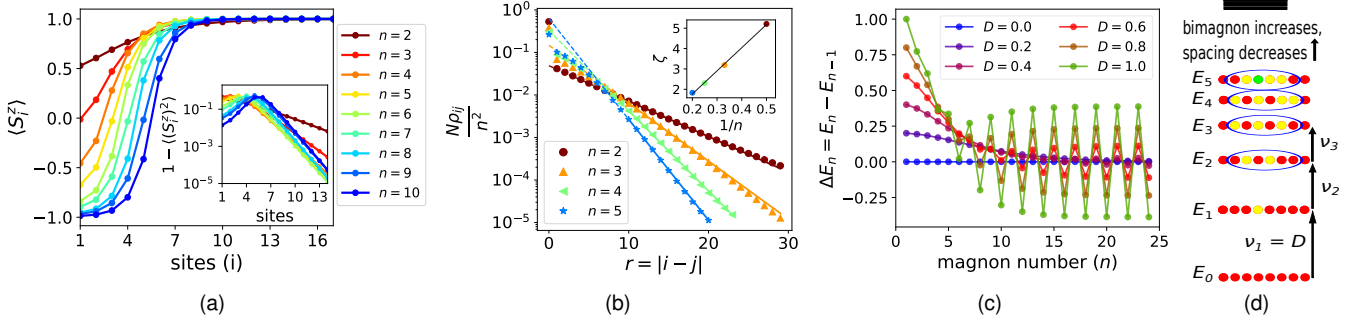 1.0
0.5
0.0
−0.5
−1.0
⟨S_i^z⟩
1 4 7 10 13 16
sites (i)
1 − ⟨S_i^z⟩^2
10^-1
10^-3
10^-5
1 4 7 10 13
sites
n = 2
n = 3
n = 4
n = 5
n = 6
n = 7
n = 8
n = 9
n = 10
(a)
10^0
10^-1
10^-2
10^-3
10^-4
10^-5
Nρ_ij
n^2
0 10 20 30
r = |i − j|
ζ
5
4
3
2
0.2 0.3 0.4 0.5
1/n
n = 2
n = 3
n = 4
n = 5
(b)
1.00
0.75
0.50
0.25
0.00
−0.25
ΔE_n = E_n − E_{n−1}
0 5 10 15 20 25
magnon number (n)
D = 0.0
D = 0.2
D = 0.4
D = 0.6
D = 0.8
D = 1.0
(c)
bimagnon increases,
spacing decreases
E_5
E_4
E_3
ν_3
E_2
ν_2
E_1
ν_1 = D
E_0
(d)